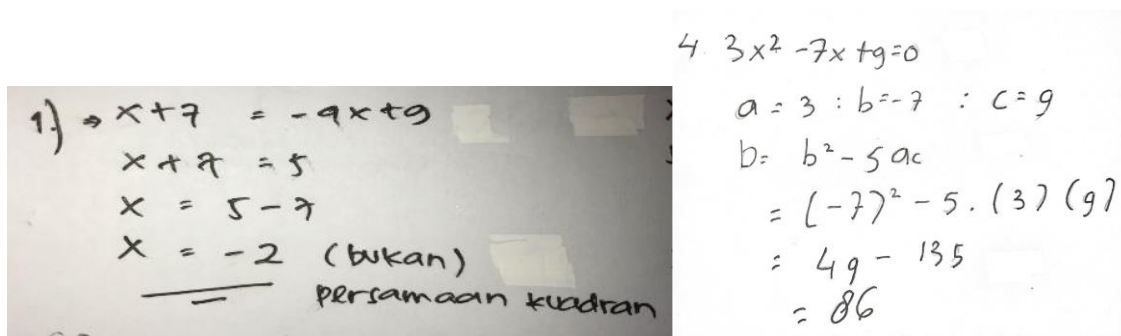 1.) → x+7 = -4x+9
x+7 = 5
x = 5-7
x = -2 (bukan)
persamaan kuadran
4. 3x² -7x +9=0
a = 3 : b=-7 : c = 9
b= b² - 5ac
= (-7)² - 5. (3) (9)
= 49 - 135
= 86